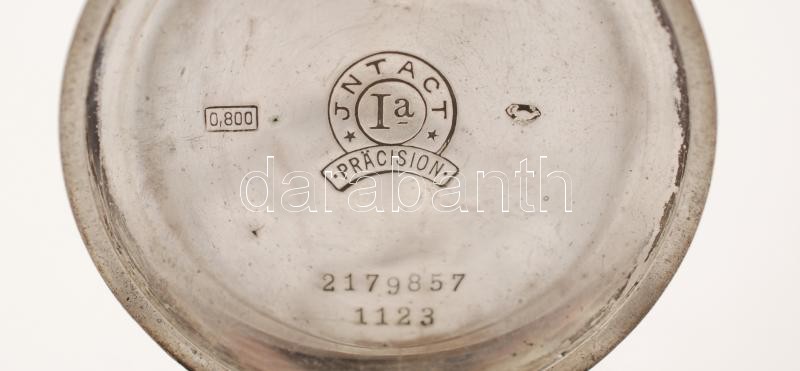 JNTACT
Ia
·PRÄCISION·
0,800
darabanth
2179857
1123